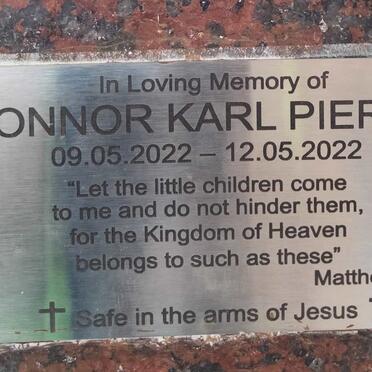 In Loving Memory of
ONNOR KARL PIER
09.05.2022 – 12.05.2022
“Let the little children come
to me and do not hinder them,
for the Kingdom of Heaven
belongs to such as these”
Matthe
Safe in the arms of Jesus